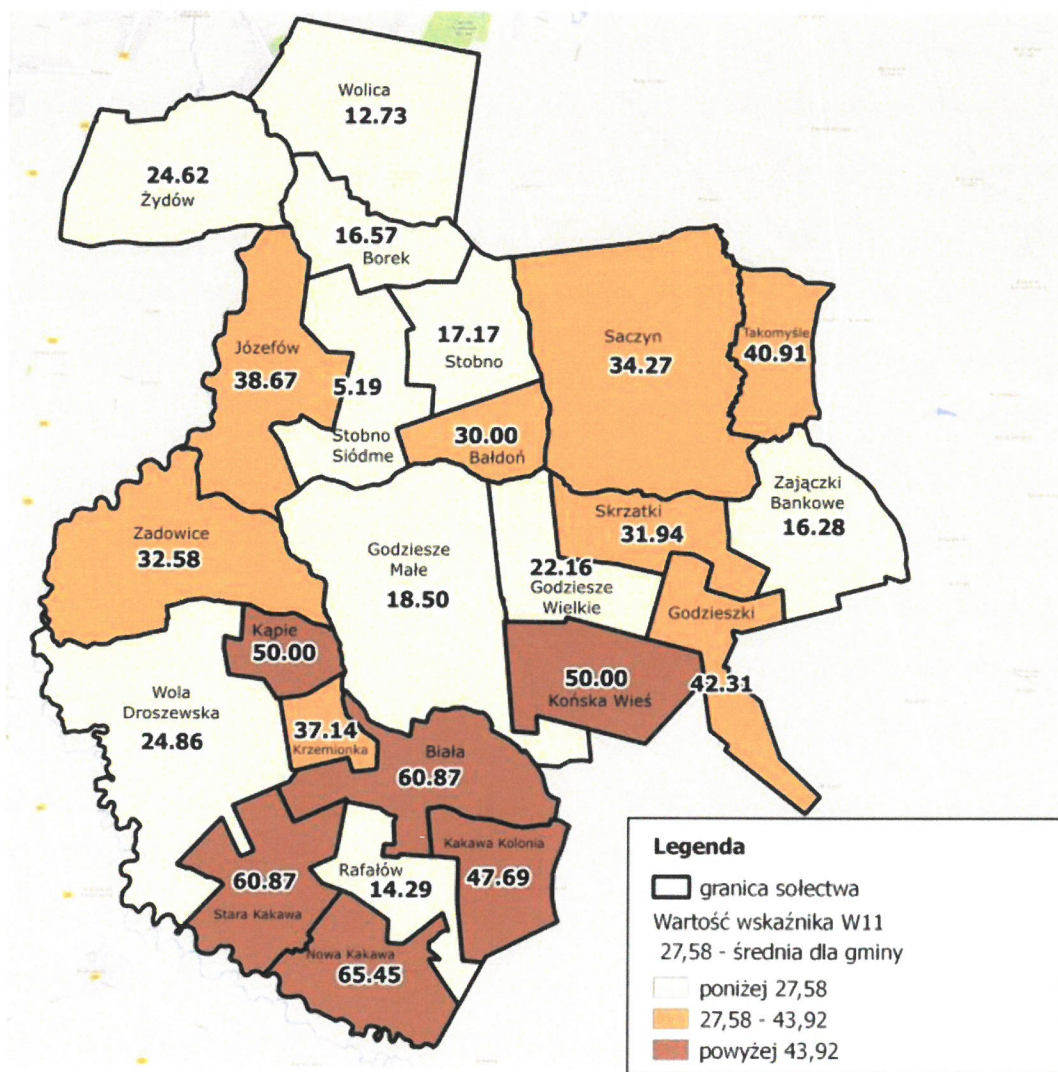 Wolica
12.73
24.62
Żydów
16.57
Borek
17.17
Stobno
Saczyn
34.27
Takomyśle
40.91
Józefów
38.67
5.19
Stobno
Siódme
30.00
Bałdoń
Zajączki
Bankowe
16.28
Skrzatki
31.94
Zadowice
32.58
Godziesze
Małe
18.50
22.16
Godziesze
Wielkie
Godzieszki
42.31
Kąpie
50.00
50.00
Końska Wieś
Wola
Droszewska
24.86
37.14
Krzemionka
Biała
60.87
Kakawa Kolonia
47.69
Rafałów
14.29
60.87
Stara Kakawa
Nowa Kakawa
65.45
Legenda
granica sołectwa
Wartość wskaźnika W11
27,58 - średnia dla gminy
poniżej 27,58
27,58 - 43,92
powyżej 43,92